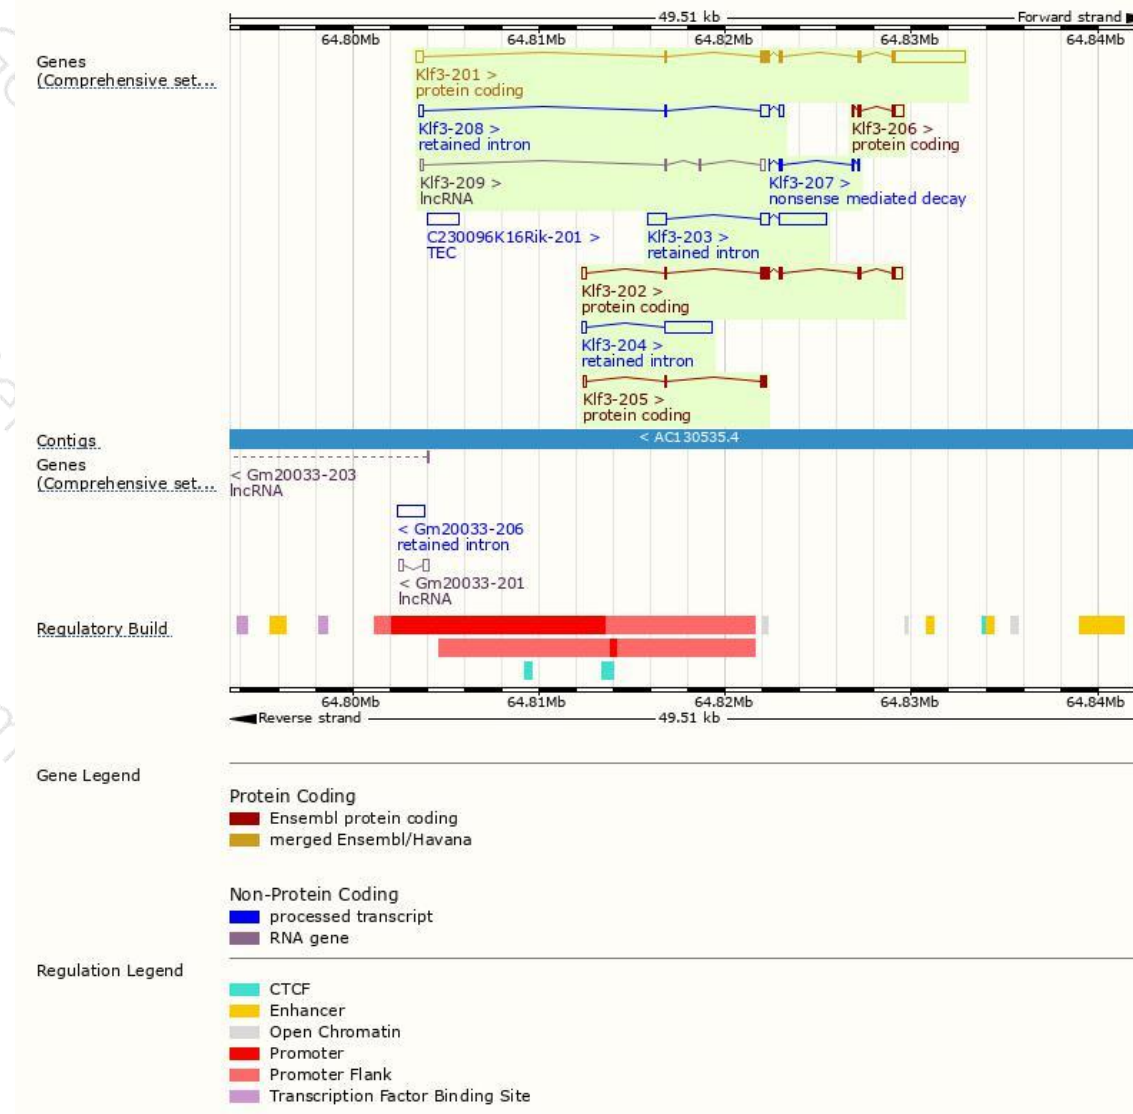 49.51 kb Forward strand
64.80Mb 64.81Mb 64.82Mb 64.83Mb 64.84Mb
Genes
(Comprehensive set...
Klf3-201 >
protein coding
Klf3-208 > Klf3-206 >
retained intron protein coding
Klf3-209 > Klf3-207 >
lncRNA nonsense mediated decay
C230096K16Rik-201 > Klf3-203 >
TEC retained intron
Klf3-202 >
protein coding
Klf3-204 >
retained intron
Klf3-205 >
protein coding
Contigs < AC130535.4
Genes
(Comprehensive set...
< Gm20033-203
lncRNA
< Gm20033-206
retained intron
< Gm20033-201
lncRNA
Regulatory Build
64.80Mb 64.81Mb 64.82Mb 64.83Mb 64.84Mb
Reverse strand 49.51 kb
Gene Legend
Protein Coding
Ensembl protein coding
merged Ensembl/Havana
Non-Protein Coding
processed transcript
RNA gene
Regulation Legend
CTCF
Enhancer
Open Chromatin
Promoter
Promoter Flank
Transcription Factor Binding Site